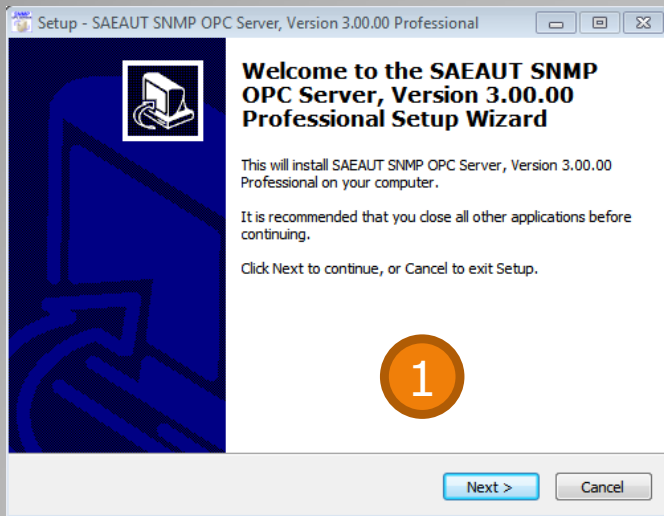 Setup - SAEAUT SNMP OPC Server, Version 3.00.00 Professional
Welcome to the SAEAUT SNMP
OPC Server, Version 3.00.00
Professional Setup Wizard
This will install SAEAUT SNMP OPC Server, Version 3.00.00
Professional on your computer.
It is recommended that you close all other applications before
continuing.
Click Next to continue, or Cancel to exit Setup.
1
Next >
Cancel